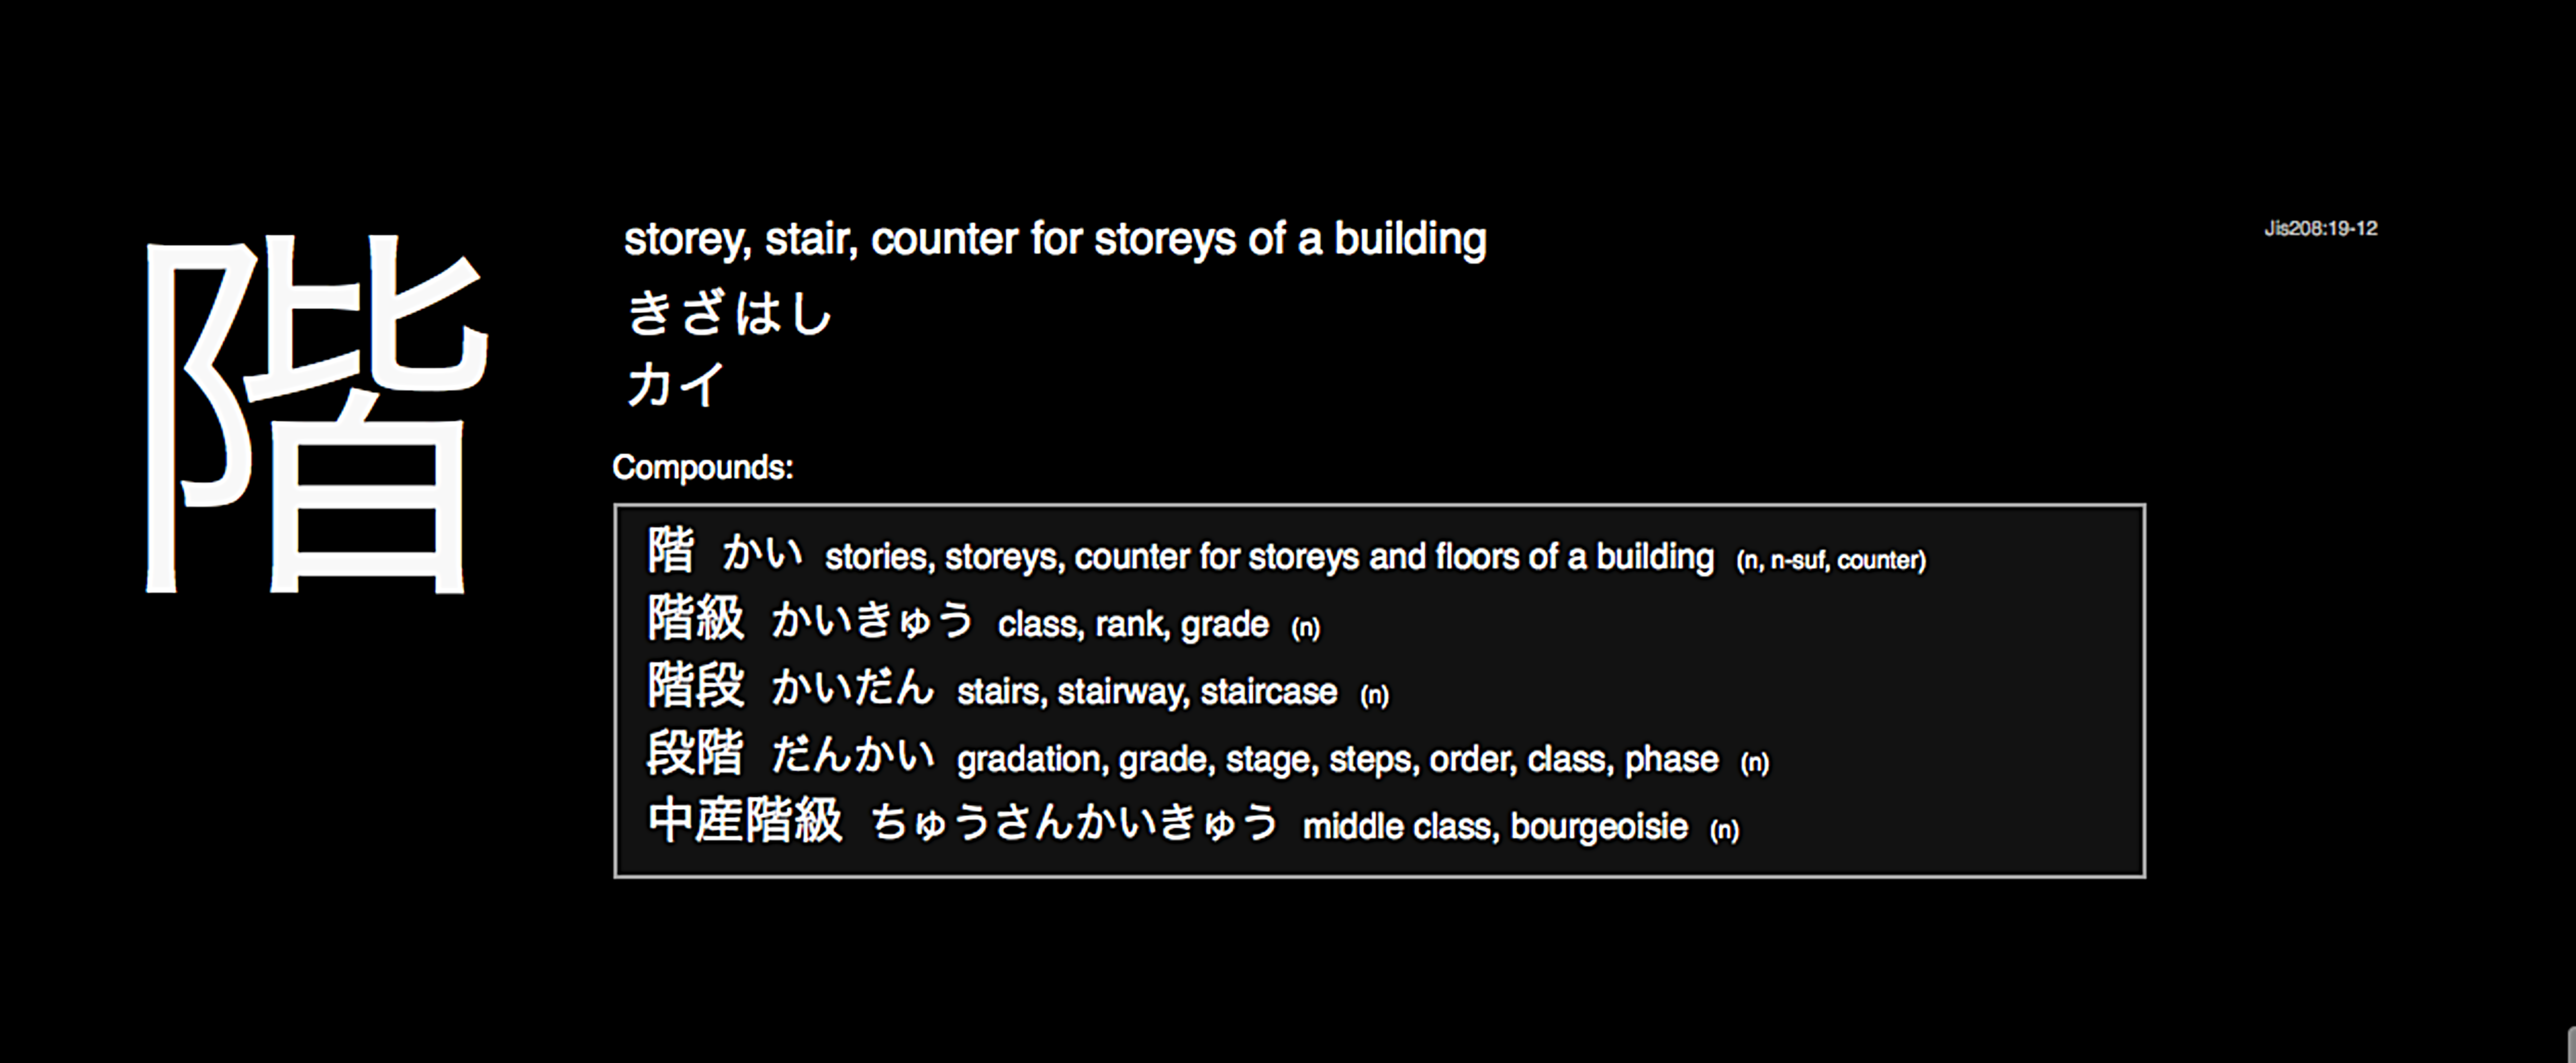 階
storey, stair, counter for storeys of a building
Jis208:19-12
きざはし
カイ
Compounds:
階 かい stories, storeys, counter for storeys and floors of a building (n, n-suf, counter)
階級 かいきゅう class, rank, grade (n)
階段 かいだん stairs, stairway, staircase (n)
段階 だんかい gradation, grade, stage, steps, order, class, phase (n)
中産階級 ちゅうさんかいきゅう middle class, bourgeoisie (n)